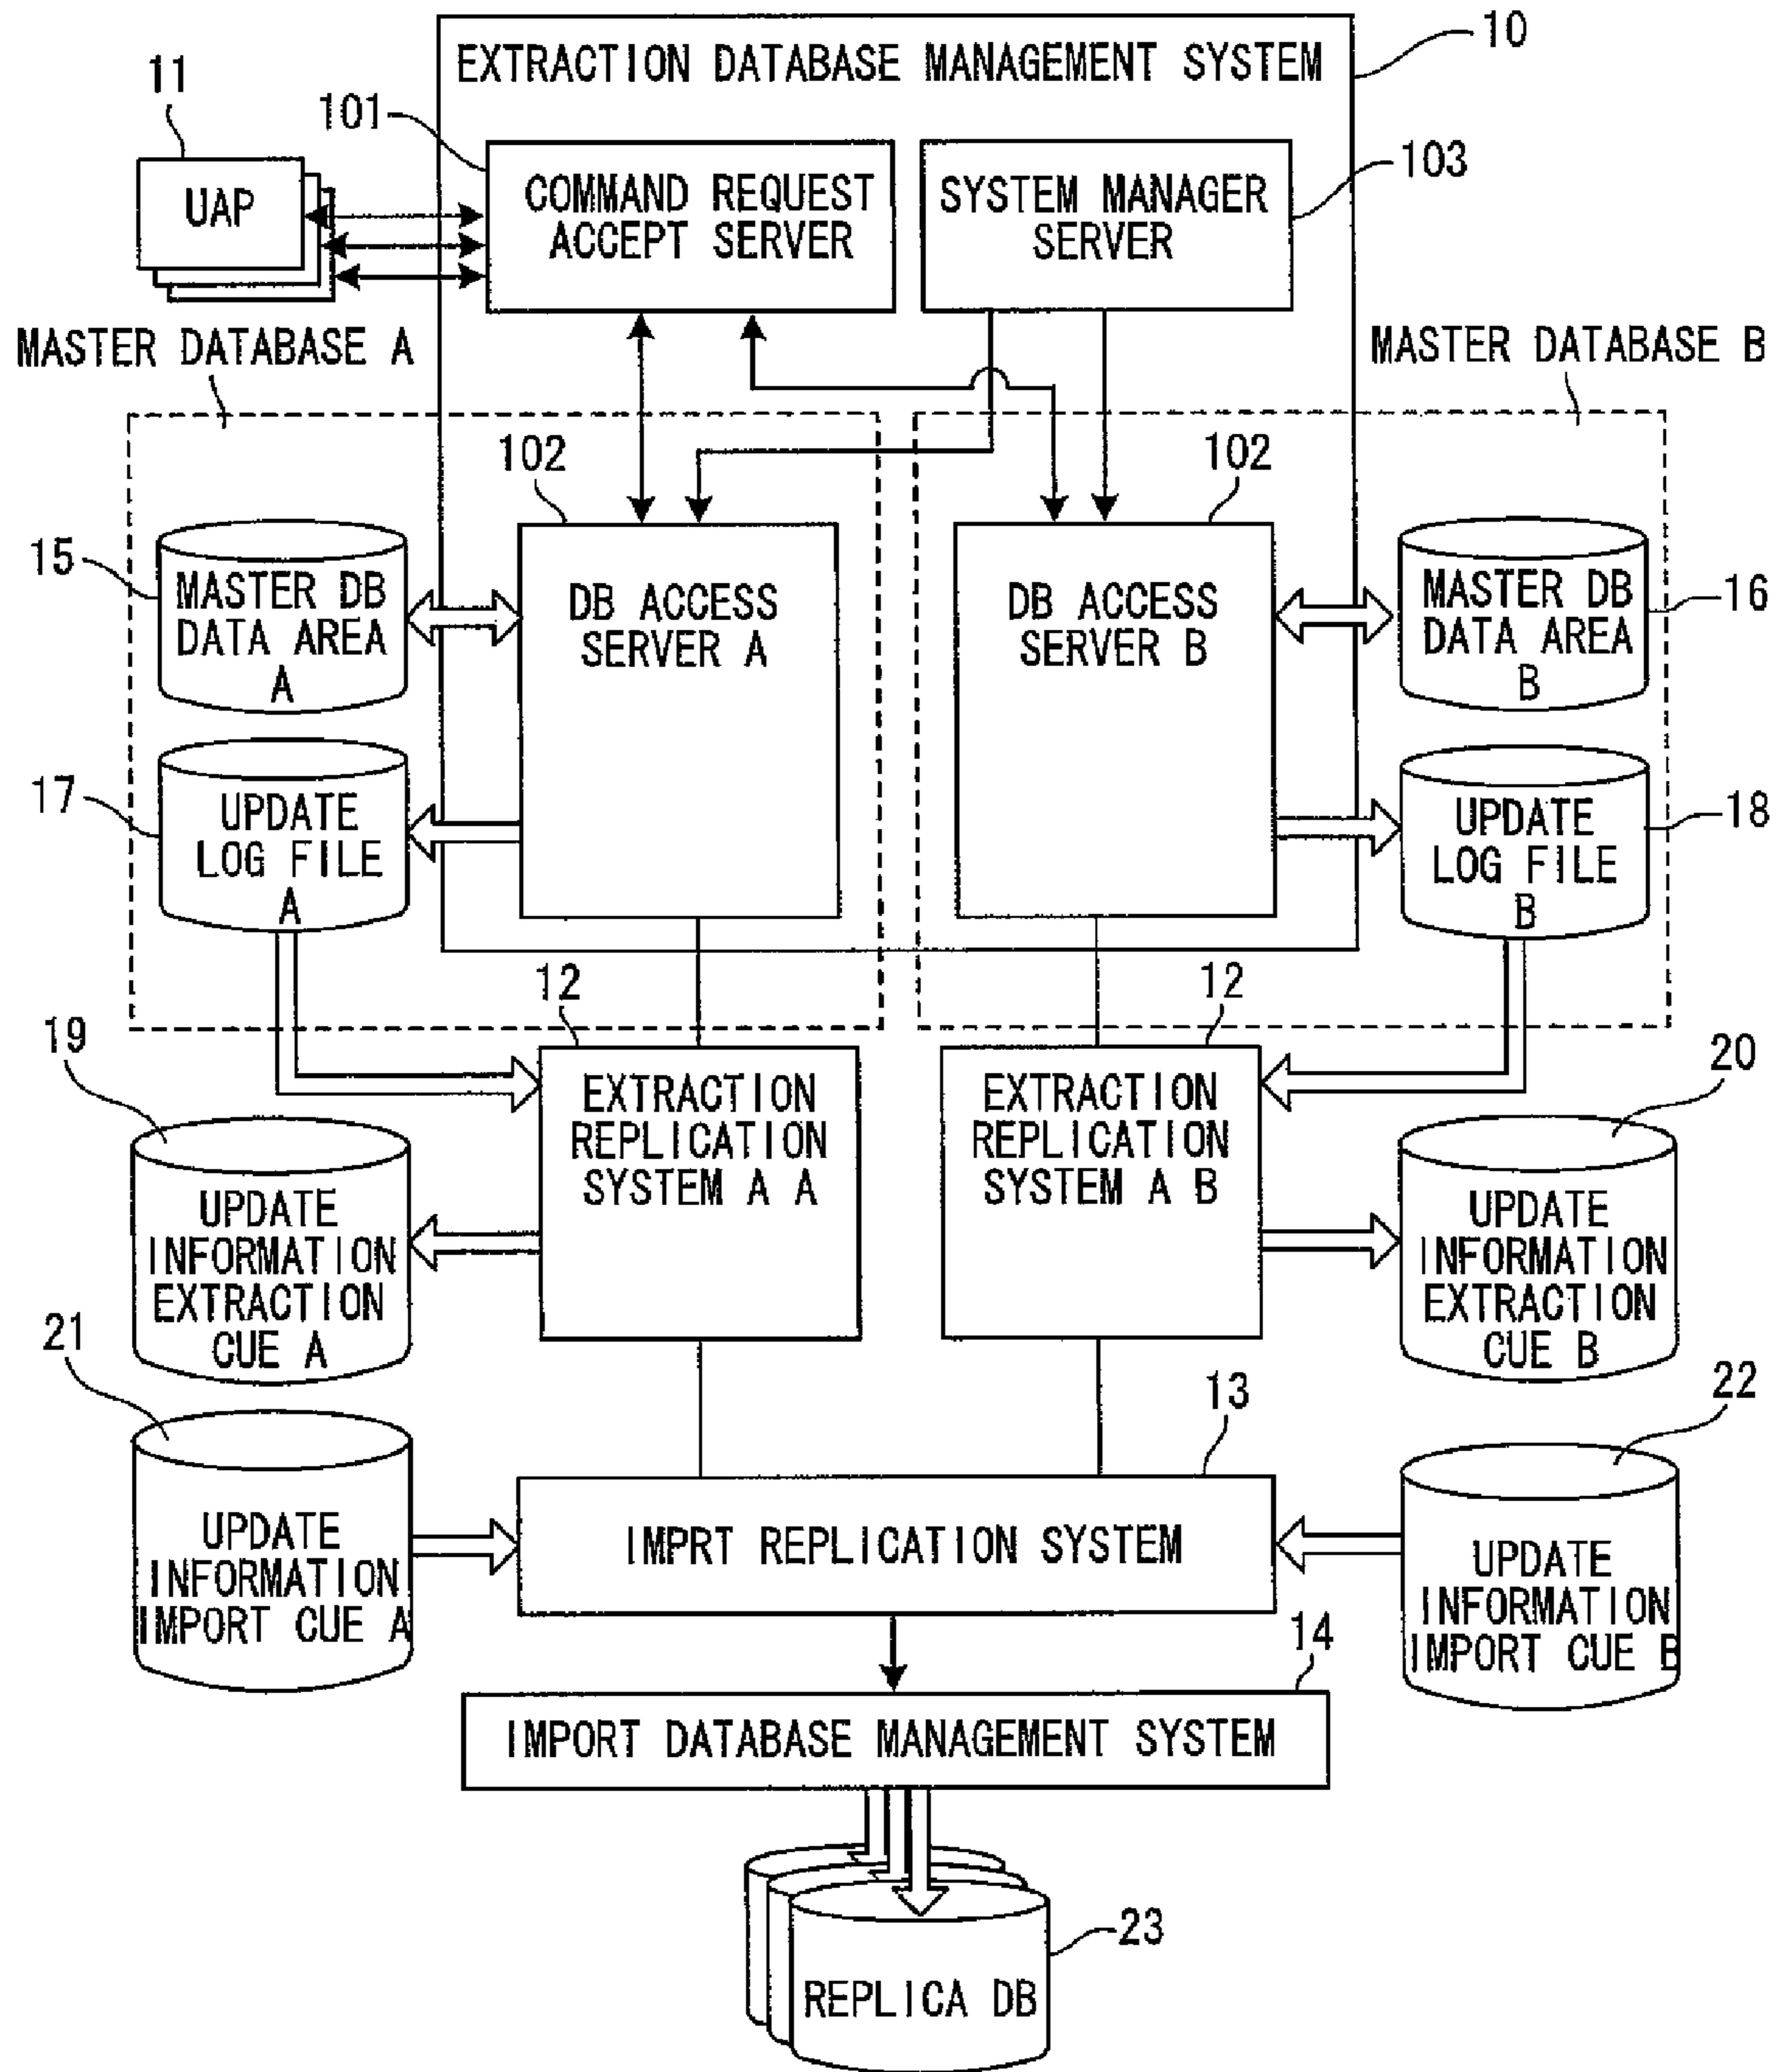 10
EXTRACTION DATABASE MANAGEMENT SYSTEM
11
101
103
UAP
COMMAND REQUEST
ACCEPT SERVER
SYSTEM MANAGER
SERVER
MASTER DATABASE A
MASTER DATABASE B
102
102
15
MASTER DB
DATA AREA
A
DB ACCESS
SERVER A
DB ACCESS
SERVER B
MASTER DB
DATA AREA
B
16
17
UPDATE
LOG FILE
A
UPDATE
LOG FILE
B
18
12
12
19
20
EXTRACTION
REPLICATION
SYSTEM A A
EXTRACTION
REPLICATION
SYSTEM A B
UPDATE
INFORMATION
EXTRACTION
CUE A
UPDATE
INFORMATION
EXTRACTION
CUE B
21
13
22
UPDATE
INFORMATION
IMPORT CUE A
IMPRT REPLICATION SYSTEM
UPDATE
INFORMATION
IMPORT CUE B
14
IMPORT DATABASE MANAGEMENT SYSTEM
23
REPLICA DB